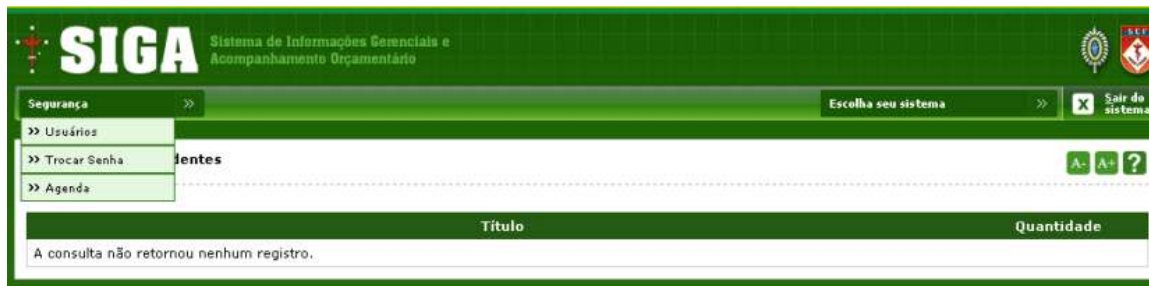 SIGA
Sistema de Informações Gerenciais e
Acompanhamento Orçamentário
SEF
Segurança »
Escolha seu sistema »
X Sair do
sistema
» Usuários
» Trocar Senha
» Agenda
dentes
A- A+ ?
Título Quantidade
A consulta não retornou nenhum registro.